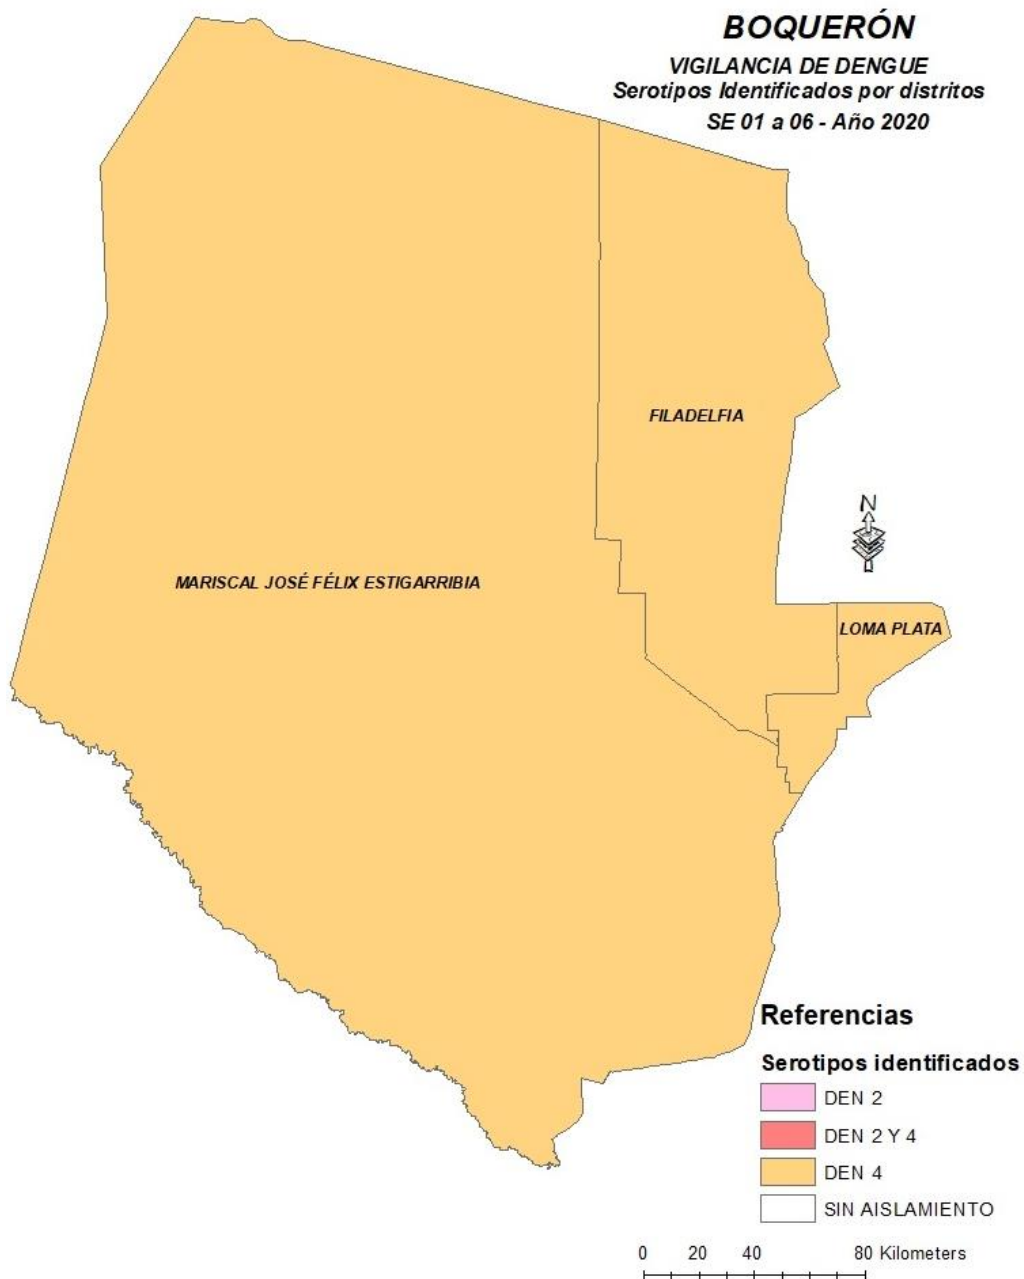 BOQUERÓN
VIGILANCIA DE DENGUE
Serotipos Identificados por distritos
SE 01 a 06 - Año 2020
FILADELFIA
N
MARISCAL JOSÉ FÉLIX ESTIGARRIBIA
LOMA PLATA
Referencias
Serotipos identificados
DEN 2
DEN 2 Y 4
DEN 4
SIN AISLAMIENTO
0 20 40 80 Kilometers